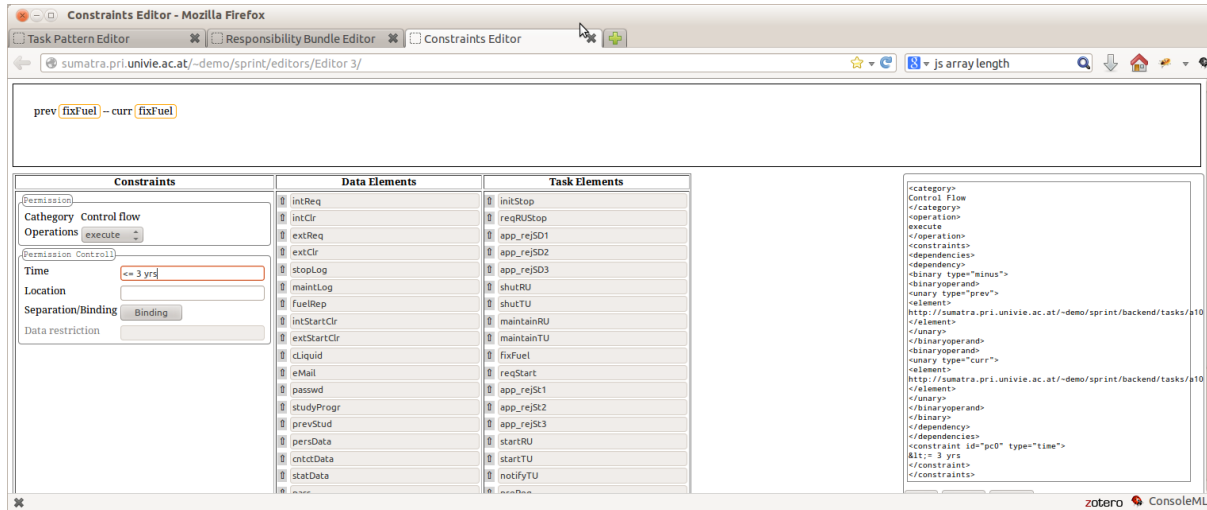 Constraints Editor - Mozilla Firefox
Task Pattern Editor
Responsibility Bundle Editor
Constraints Editor
sumatra.pri.univie.ac.at/~demo/sprint/editors/Editor 3/
js array length
prev fixFuel -- curr fixFuel
Constraints
Data Elements
Task Elements
Permission
Cathegory Control flow
Operations execute
Permission Controll
Time <= 3 yrs
Location
Separation/Binding Binding
Data restriction
intReq
intClr
extReq
extClr
stopLog
maintLog
fuelRep
intStartClr
extStartClr
cLiquid
eMail
passwd
studyProgr
prevStud
persData
cntctData
statData
initStop
reqRUStop
app_rejSD1
app_rejSD2
app_rejSD3
shutRU
shutTU
maintainRU
maintainTU
fixFuel
reqStart
app_rejSt1
app_rejSt2
app_rejSt3
startRU
startTU
notifyTU
<category>
Control Flow
</category>
<operation>
execute
</operation>
<constraints>
<dependencies>
<dependency>
<binary type="minus">
<binaryoperand>
<unary type="prev">
<element>
http://sumatra.pri.univie.ac.at/~demo/sprint/backend/tasks/a10
</element>
</unary>
</binaryoperand>
<binaryoperand>
<unary type="curr">
<element>
http://sumatra.pri.univie.ac.at/~demo/sprint/backend/tasks/a10
</element>
</unary>
</binaryoperand>
</binary>
</dependency>
</dependencies>
<constraint id="pc0" type="time">
&lt;= 3 yrs
</constraint>
</constraints>
zotero
ConsoleML